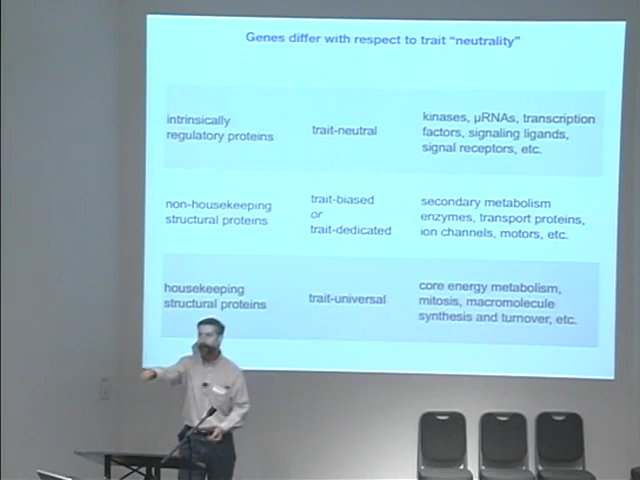 Genes differ with respect to trait “neutrality”
intrinsically
regulatory proteins
trait-neutral
kinases, μRNAs, transcription
factors, signaling ligands,
signal receptors, etc.
non-housekeeping
structural proteins
trait-biased
or
trait-dedicated
secondary metabolism
enzymes, transport proteins,
ion channels, motors, etc.
housekeeping
structural proteins
trait-universal
core energy metabolism,
mitosis, macromolecule
synthesis and turnover, etc.